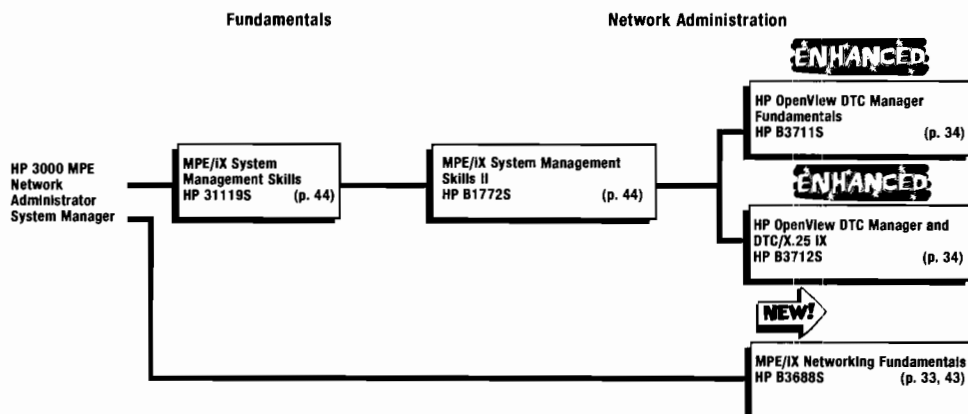 Fundamentals
Network Administration
HP 3000 MPE
Network
Administrator
System Manager
MPE/iX System
Management Skills
HP 31119S (p. 44)
MPE/iX System Management
Skills II
HP B1772S (p. 44)
ENHANCED
HP OpenView DTC Manager
Fundamentals
HP B3711S (p. 34)
ENHANCED
HP OpenView DTC Manager and
DTC/X.25 IX
HP B3712S (p. 34)
NEW!
MPE/iX Networking Fundamentals
HP B3688S (p. 33, 43)